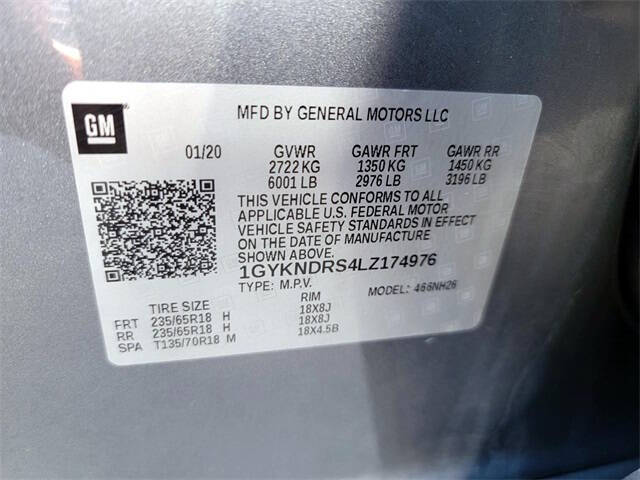 GM
MFD BY GENERAL MOTORS LLC
01/20 GVWR GAWR FRT GAWR RR
2722 KG 1350 KG 1450 KG
6001 LB 2976 LB 3196 LB
THIS VEHICLE CONFORMS TO ALL
APPLICABLE U.S. FEDERAL MOTOR
VEHICLE SAFETY STANDARDS IN EFFECT
ON THE DATE OF MANUFACTURE
SHOWN ABOVE.
1GYKNDRS4LZ174976
TYPE: M.P.V. MODEL: 466NH26
TIRE SIZE RIM
FRT 235/65R18 H 18X8J
RR 235/65R18 H 18X8J
SPA T135/70R18 M 18X4.5B